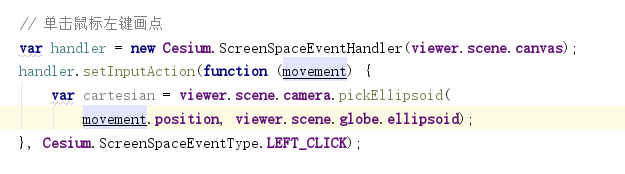 // 单击鼠标左键画点
var handler = new Cesium.ScreenSpaceEventHandler(viewer.scene.canvas);
handler.setInputAction(function (movement) {
    var cartesian = viewer.scene.camera.pickEllipsoid(
        movement.position, viewer.scene.globe.ellipsoid);
}, Cesium.ScreenSpaceEventType.LEFT_CLICK);